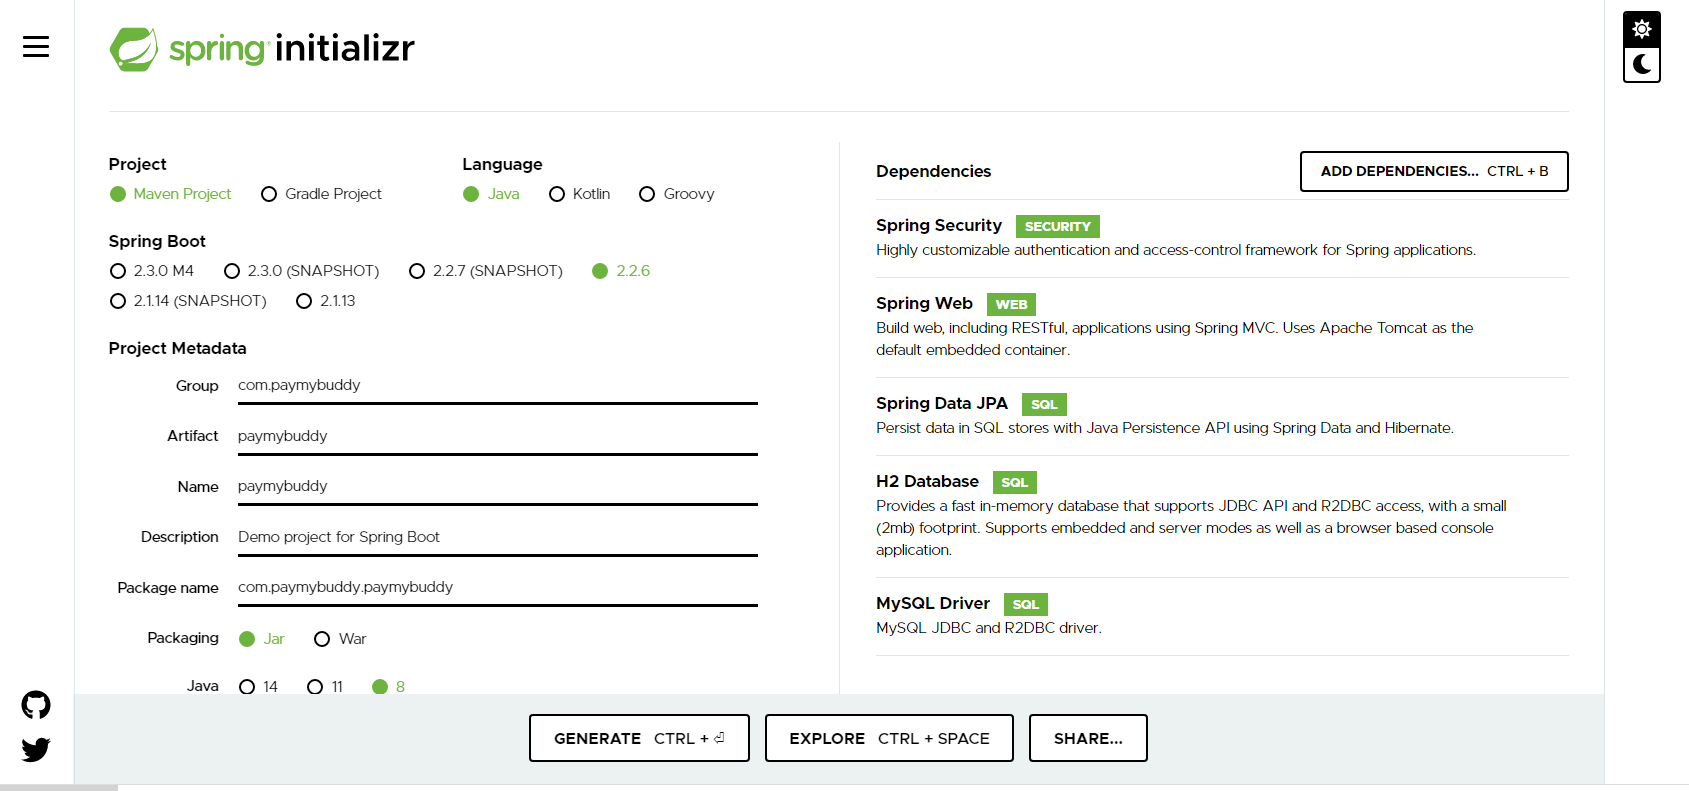 spring initializr
Project
Maven Project Gradle Project
Language
Java Kotlin Groovy
Spring Boot
2.3.0 M4 2.3.0 (SNAPSHOT) 2.2.7 (SNAPSHOT) 2.2.6
2.1.14 (SNAPSHOT) 2.1.13
Project Metadata
Group com.paymybuddy
Artifact paymybuddy
Name paymybuddy
Description Demo project for Spring Boot
Package name com.paymybuddy.paymybuddy
Packaging Jar War
Java 14 11 8
Dependencies ADD DEPENDENCIES... CTRL + B
Spring Security SECURITY
Highly customizable authentication and access-control framework for Spring applications.
Spring Web WEB
Build web, including RESTful, applications using Spring MVC. Uses Apache Tomcat as the
default embedded container.
Spring Data JPA SQL
Persist data in SQL stores with Java Persistence API using Spring Data and Hibernate.
H2 Database SQL
Provides a fast in-memory database that supports JDBC API and R2DBC access, with a small
(2mb) footprint. Supports embedded and server modes as well as a browser based console
application.
MySQL Driver SQL
MySQL JDBC and R2DBC driver.
GENERATE CTRL + ⏎ EXPLORE CTRL + SPACE SHARE...